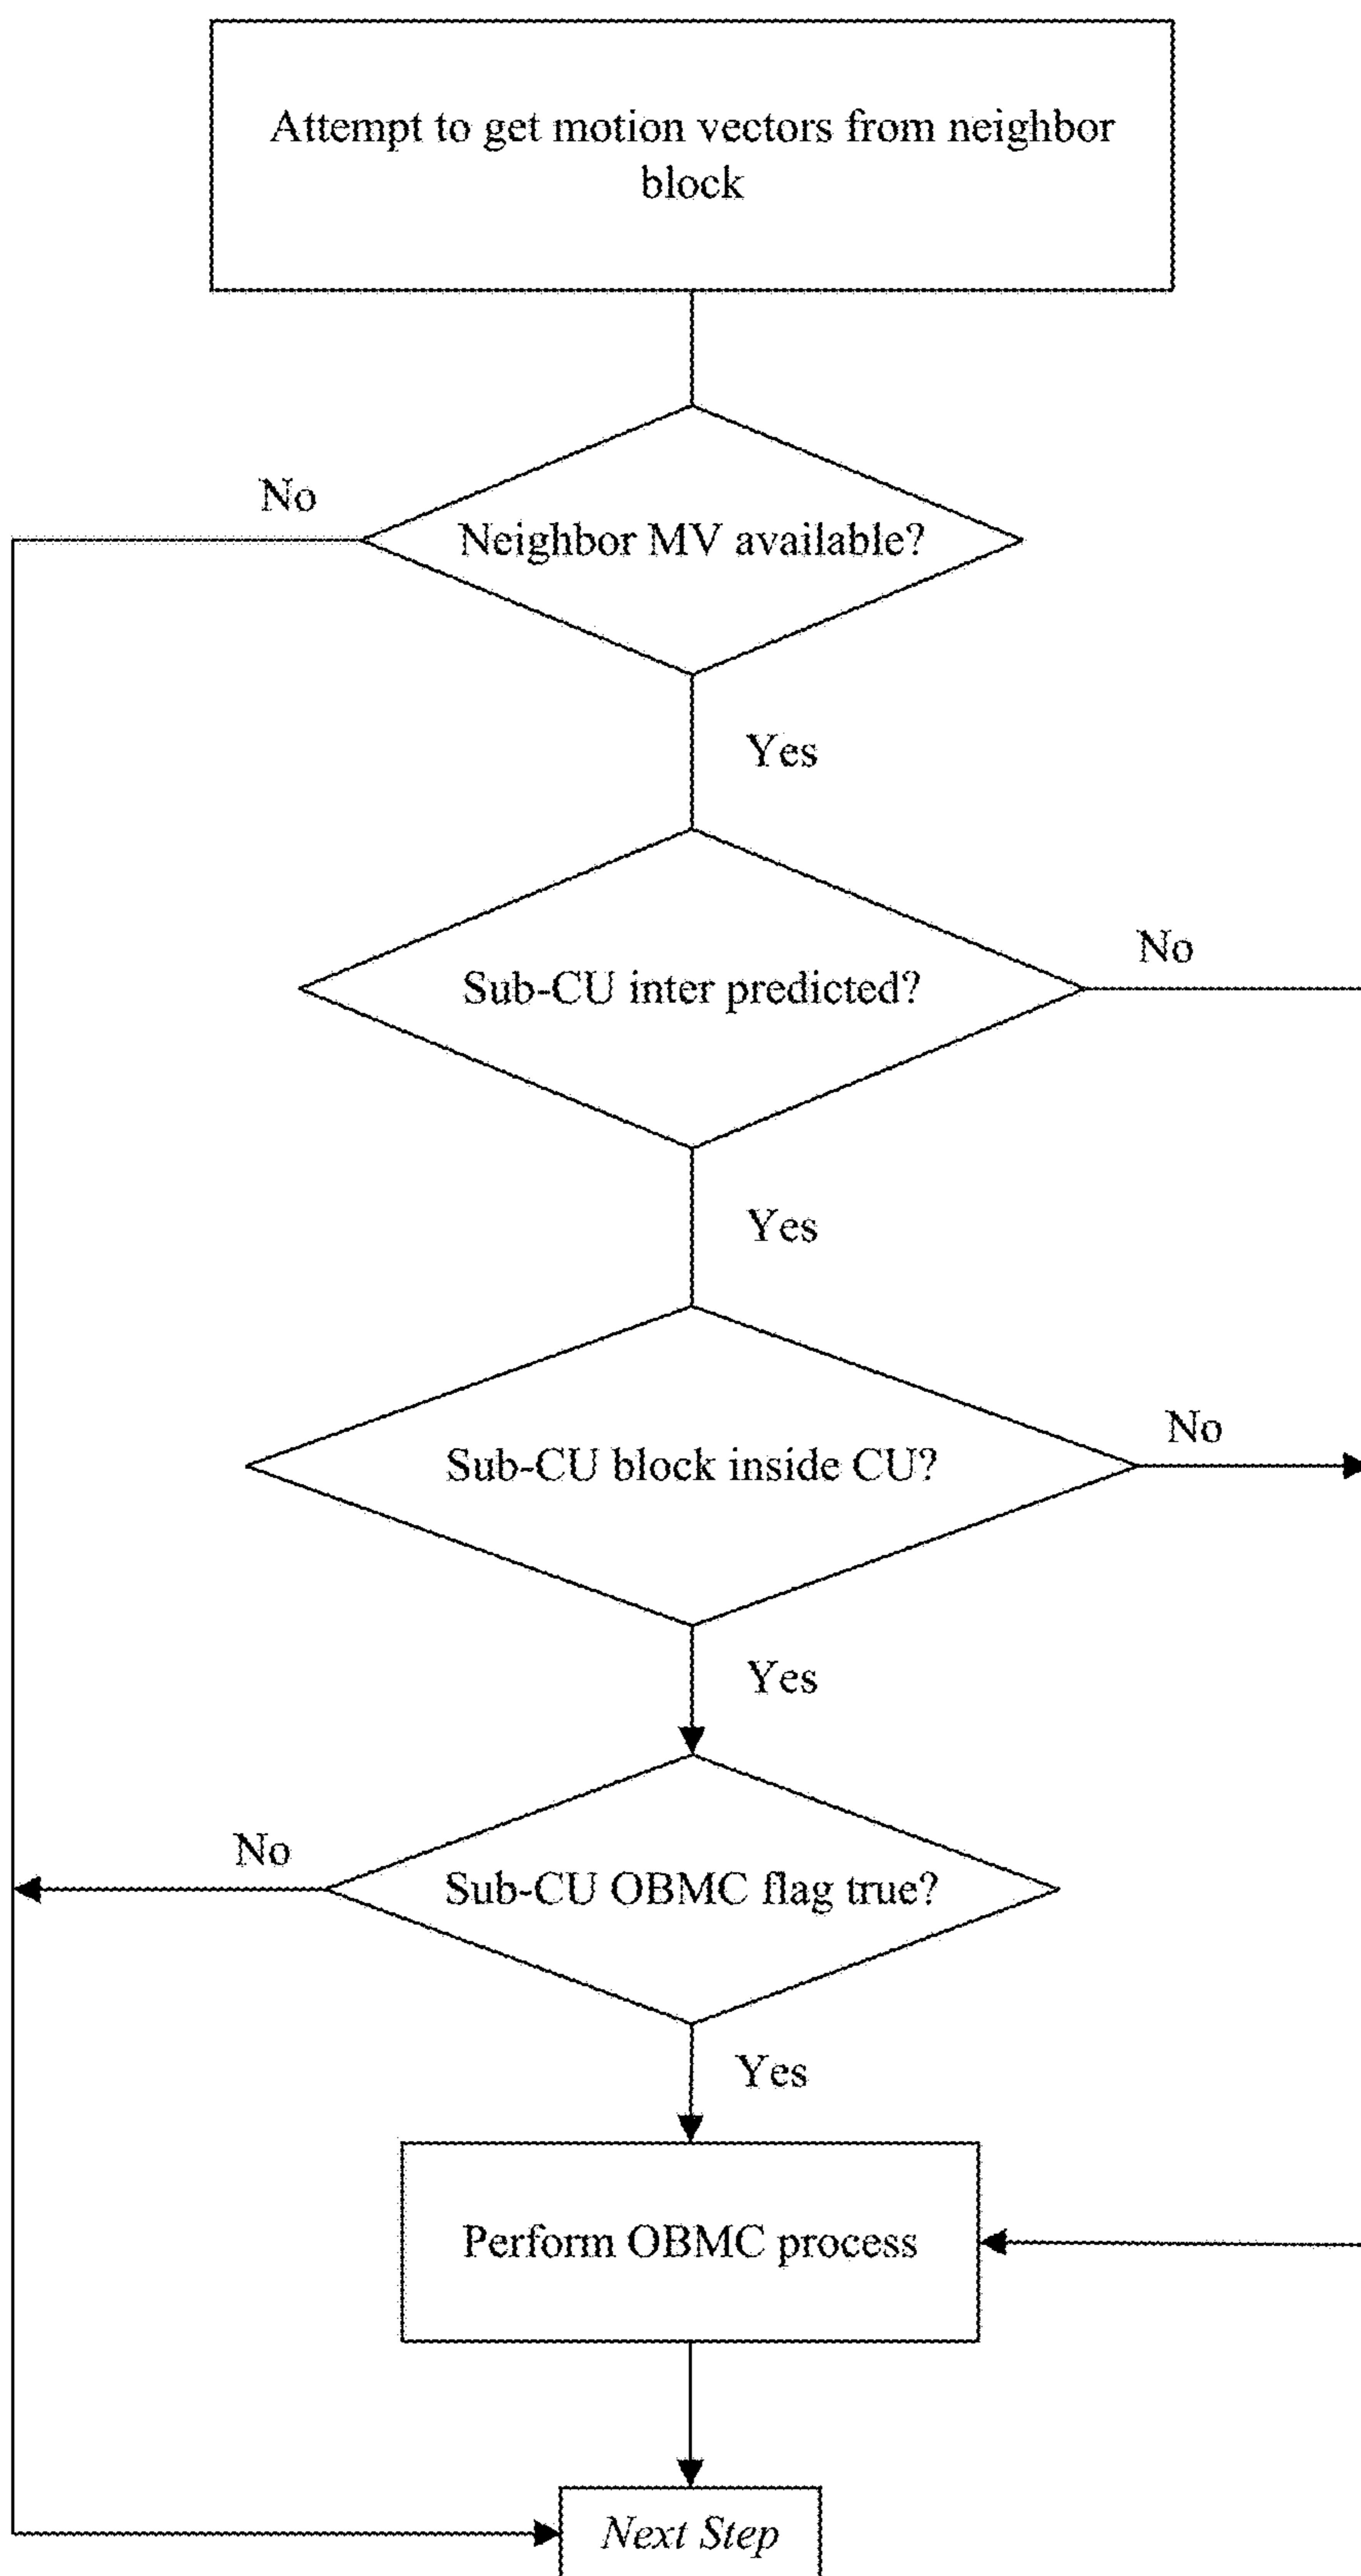 Attempt to get motion vectors from neighbor
block
No
Neighbor MV available?
Yes
No
Sub-CU inter predicted?
Yes
No
Sub-CU block inside CU?
Yes
No
Sub-CU OBMC flag true?
Yes
Perform OBMC process
Next Step